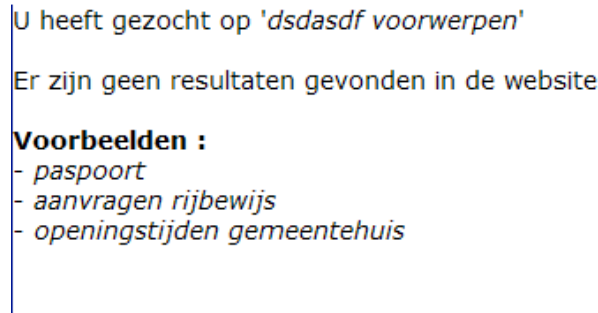 U heeft gezocht op 'dsdasdf voorwerpen'
Er zijn geen resultaten gevonden in de website
Voorbeelden :
- paspoort
- aanvragen rijbewijs
- openingstijden gemeentehuis